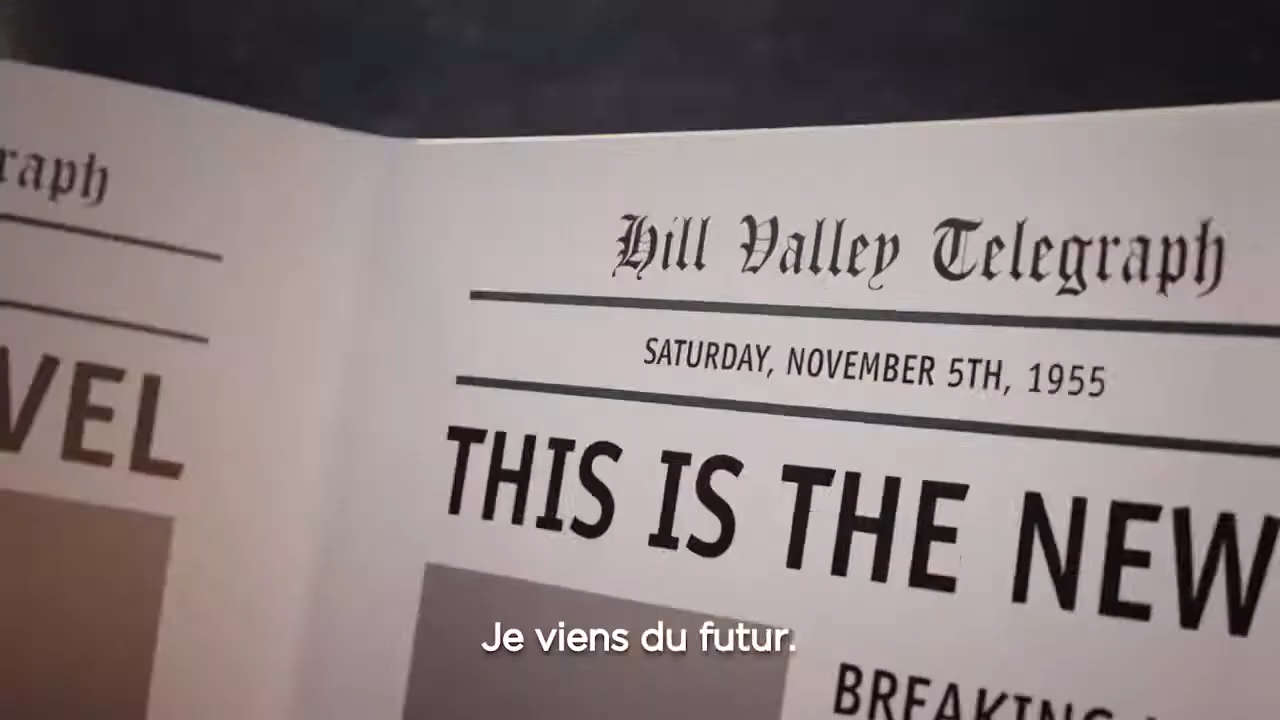 raph
VEL
Hill Valley Telegraph
SATURDAY, NOVEMBER 5TH, 1955
THIS IS THE NEW
BREAKING
Je viens du futur.